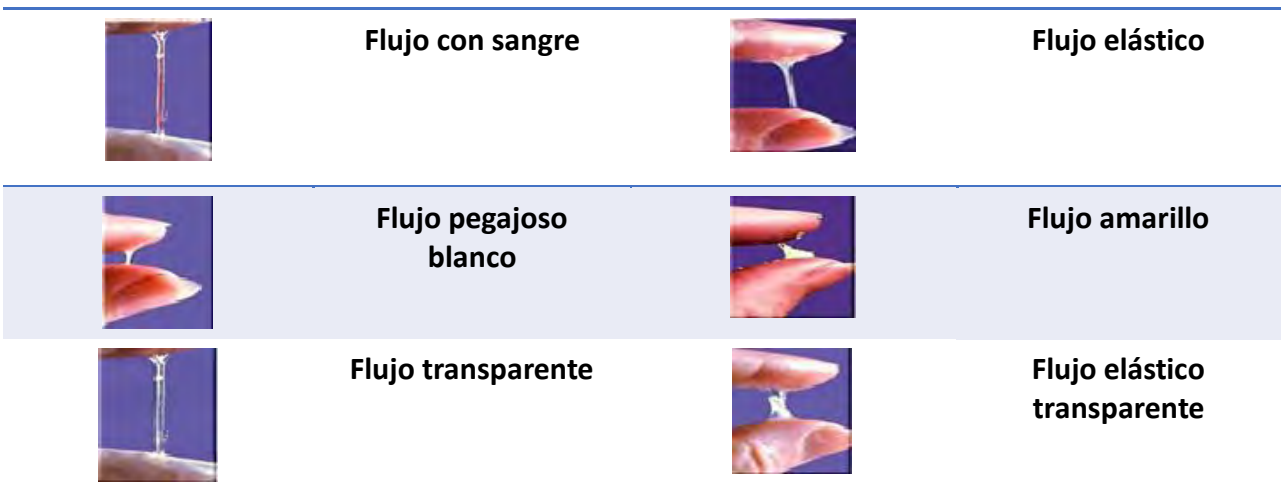 Flujo con sangre
Flujo elástico
Flujo pegajoso
blanco
Flujo amarillo
Flujo transparente
Flujo elástico
transparente